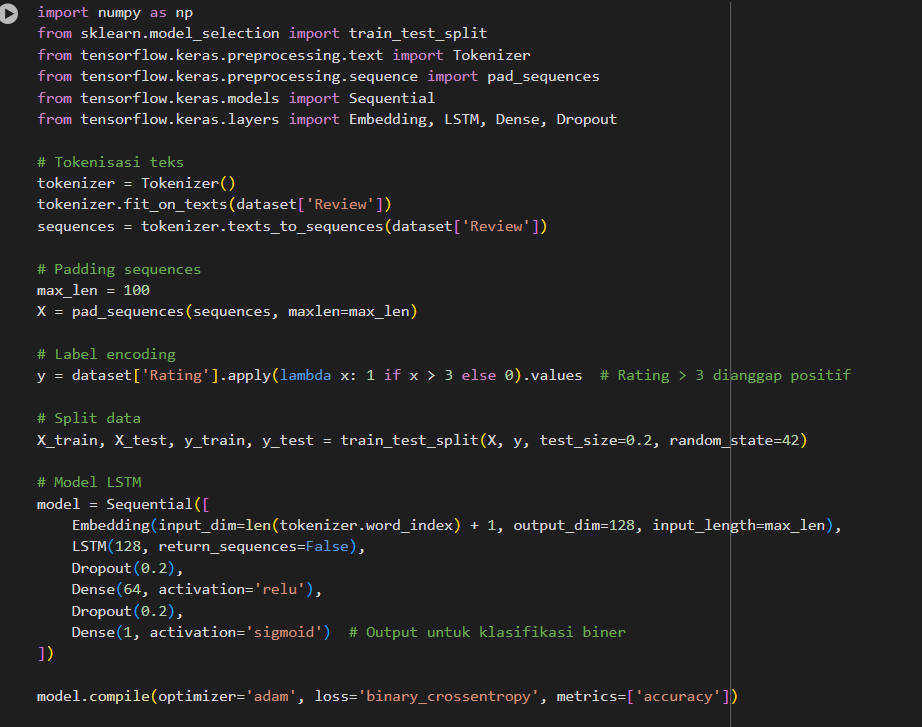 import numpy as np
from sklearn.model_selection import train_test_split
from tensorflow.keras.preprocessing.text import Tokenizer
from tensorflow.keras.preprocessing.sequence import pad_sequences
from tensorflow.keras.models import Sequential
from tensorflow.keras.layers import Embedding, LSTM, Dense, Dropout

# Tokenisasi teks
tokenizer = Tokenizer()
tokenizer.fit_on_texts(dataset['Review'])
sequences = tokenizer.texts_to_sequences(dataset['Review'])

# Padding sequences
max_len = 100
X = pad_sequences(sequences, maxlen=max_len)

# Label encoding
y = dataset['Rating'].apply(lambda x: 1 if x > 3 else 0).values  # Rating > 3 dianggap positif

# Split data
X_train, X_test, y_train, y_test = train_test_split(X, y, test_size=0.2, random_state=42)

# Model LSTM
model = Sequential([
    Embedding(input_dim=len(tokenizer.word_index) + 1, output_dim=128, input_length=max_len),
    LSTM(128, return_sequences=False),
    Dropout(0.2),
    Dense(64, activation='relu'),
    Dropout(0.2),
    Dense(1, activation='sigmoid')  # Output untuk klasifikasi biner
])

model.compile(optimizer='adam', loss='binary_crossentropy', metrics=['accuracy'])